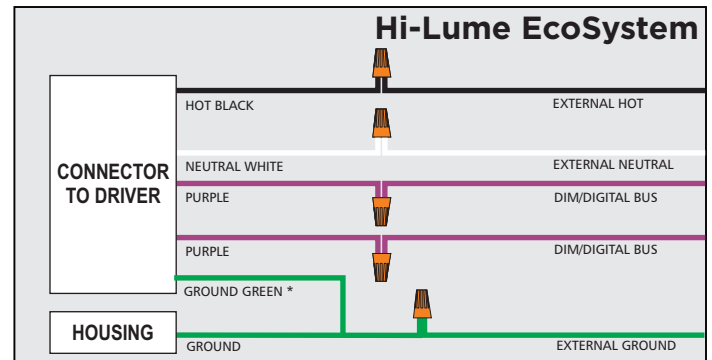 Hi-Lume EcoSystem
HOT BLACK
EXTERNAL HOT
CONNECTOR
TO DRIVER
NEUTRAL WHITE
EXTERNAL NEUTRAL
PURPLE
DIM/DIGITAL BUS
PURPLE
DIM/DIGITAL BUS
GROUND GREEN *
HOUSING
GROUND
EXTERNAL GROUND